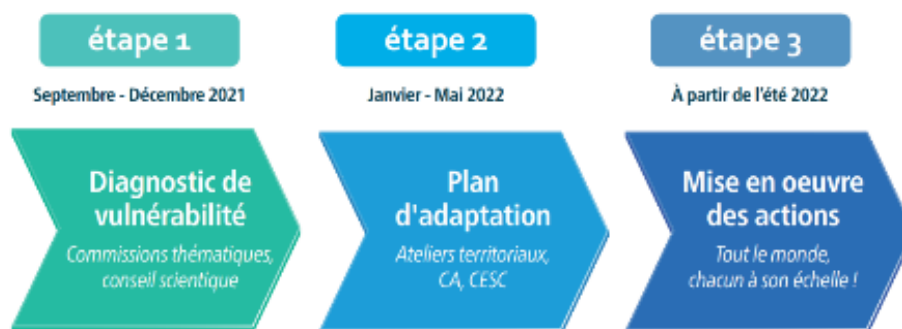 étape 1
Septembre - Décembre 2021
Diagnostic de
vulnérabilité
Commissions thématiques,
conseil scientifique
étape 2
Janvier - Mai 2022
Plan
d'adaptation
Ateliers territoriaux,
CA, CESC
étape 3
À partir de l'été 2022
Mise en oeuvre
des actions
Tout le monde,
chacun à son échelle !